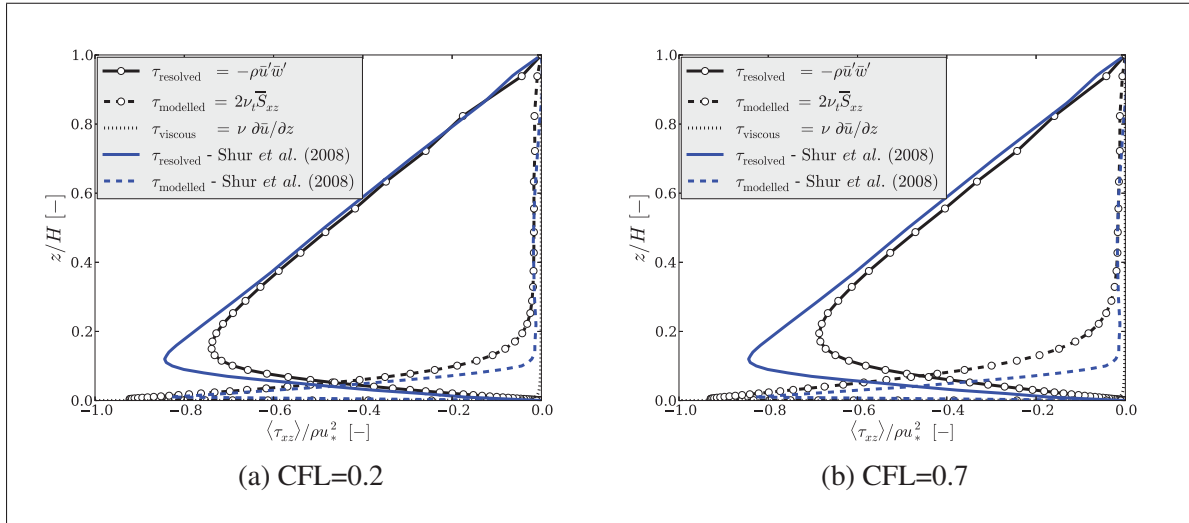 1.0
0.8
0.6
0.4
0.2
0.0
z/H [−]
τresolved = −ρū′w̄′
τmodelled = 2νtS̅xz
τviscous = ν ∂ū/∂z
τresolved - Shur et al. (2008)
τmodelled - Shur et al. (2008)
−1.0 −0.8 −0.6 −0.4 −0.2 0.0
⟨τxz⟩/ρu*² [−]
(a) CFL=0.2
1.0
0.8
0.6
0.4
0.2
0.0
z/H [−]
τresolved = −ρū′w̄′
τmodelled = 2νtS̅xz
τviscous = ν ∂ū/∂z
τresolved - Shur et al. (2008)
τmodelled - Shur et al. (2008)
−1.0 −0.8 −0.6 −0.4 −0.2 0.0
⟨τxz⟩/ρu*² [−]
(b) CFL=0.7